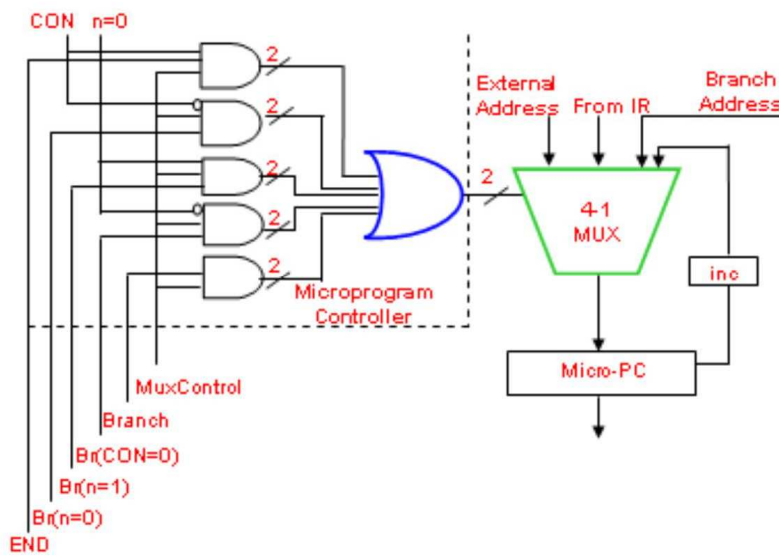 CON n=0
2
2
2
2
2
Microprogram
Controller
2
External
Address
From IR
Branch
Address
4-1
MUX
inc
Micro-PC
MuxControl
Branch
Br(CON=0)
Br(n=1)
Br(n=0)
END